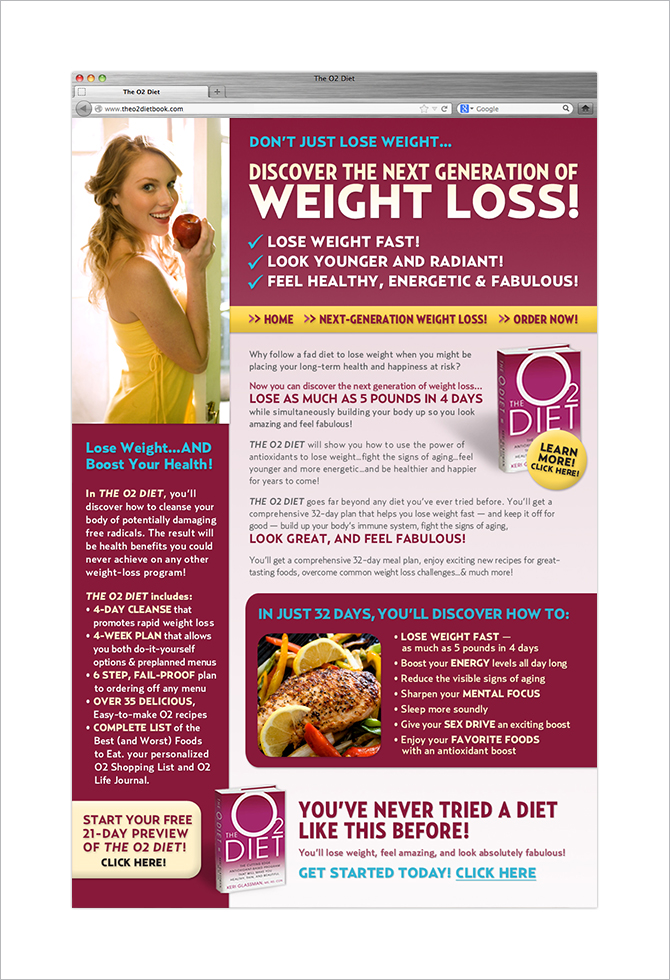 The O2 Diet
The O2 Diet
www.theo2dietbook.com
Google
DON'T JUST LOSE WEIGHT...
DISCOVER THE NEXT GENERATION OF
WEIGHT LOSS!
✓ LOSE WEIGHT FAST!
✓ LOOK YOUNGER AND RADIANT!
✓ FEEL HEALTHY, ENERGETIC & FABULOUS!
>> HOME >> NEXT-GENERATION WEIGHT LOSS! >> ORDER NOW!
Why follow a fad diet to lose weight when you might be
placing your long-term health and happiness at risk?
Now you can discover the next generation of weight loss...
LOSE AS MUCH AS 5 POUNDS IN 4 DAYS
while simultaneously building your body up so you look
amazing and feel fabulous!
THE O2 DIET will show you how to use the power of
antioxidants to lose weight...fight the signs of aging...feel
younger and more energetic...and be healthier and happier
for years to come!
THE O2 DIET
THE O2
DIET
KERI
LEARN
MORE!
CLICK HERE!
THE O2 DIET goes far beyond any diet you've ever tried before. You'll get a
comprehensive 32-day plan that helps you lose weight fast — and keep it off for
good — build up your body's immune system, fight the signs of aging,
LOOK GREAT, AND FEEL FABULOUS!
You'll get a comprehensive 32-day meal plan, enjoy exciting new recipes for great-
tasting foods, overcome common weight loss challenges...& much more!
Lose Weight...AND
Boost Your Health!
In THE O2 DIET, you'll
discover how to cleanse your
body of potentially damaging
free radicals. The result will
be health benefits you could
never achieve on any other
weight-loss program!
THE O2 DIET includes:
• 4-DAY CLEANSE that
promotes rapid weight loss
• 4-WEEK PLAN that allows
you both do-it-yourself
options & preplanned menus
• 6 STEP, FAIL-PROOF plan
to ordering off any menu
• OVER 35 DELICIOUS,
Easy-to-make O2 recipes
• COMPLETE LIST of the
Best (and Worst) Foods
to Eat. your personalized
O2 Shopping List and O2
Life Journal.
IN JUST 32 DAYS, YOU'LL DISCOVER HOW TO:
• LOSE WEIGHT FAST —
as much as 5 pounds in 4 days
• Boost your ENERGY levels all day long
• Reduce the visible signs of aging
• Sharpen your MENTAL FOCUS
• Sleep more soundly
• Give your SEX DRIVE an exciting boost
• Enjoy your FAVORITE FOODS
with an antioxidant boost
START YOUR FREE
21-DAY PREVIEW
OF THE O2 DIET!
CLICK HERE!
THE O2 DIET
THE O2
DIET
KERI GLASSMAN
YOU'VE NEVER TRIED A DIET
LIKE THIS BEFORE!
You'll lose weight, feel amazing, and look absolutely fabulous!
GET STARTED TODAY! CLICK HERE